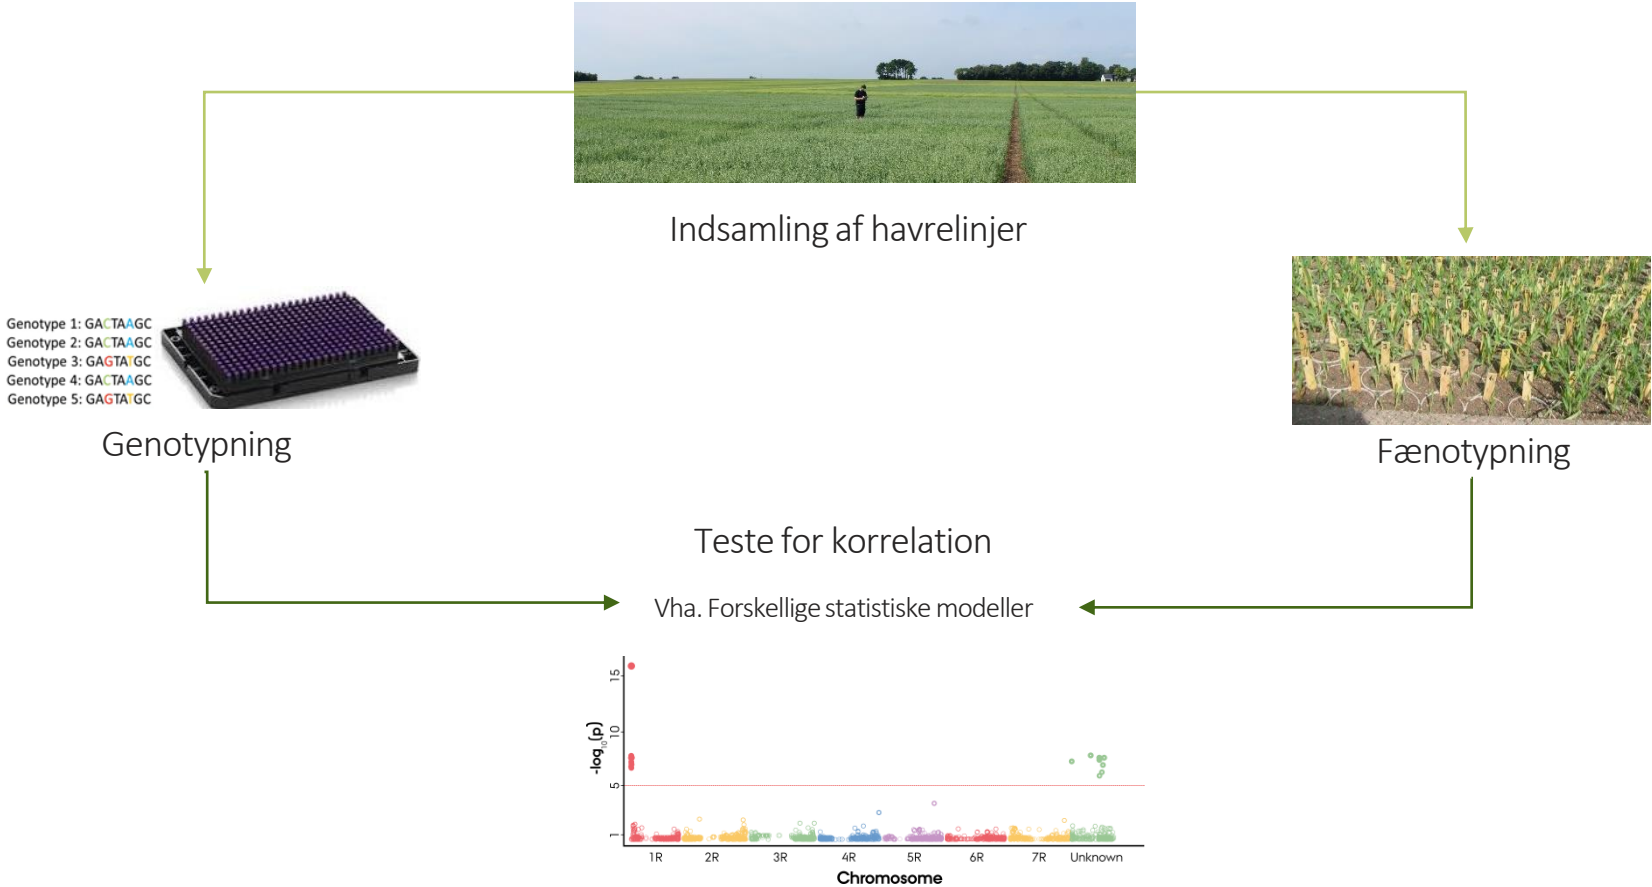 Indsamling af havrelinjer
Genotype 1: GACTAAGC
Genotype 2: GACTAAGC
Genotype 3: GAGTATGC
Genotype 4: GACTAAGC
Genotype 5: GAGTATGC
Genotypning
Fænotypning
Teste for korrelation
Vha. Forskellige statistiske modeller
-log10(p)
15
10
5
1
1R 2R 3R 4R 5R 6R 7R Unknown
Chromosome